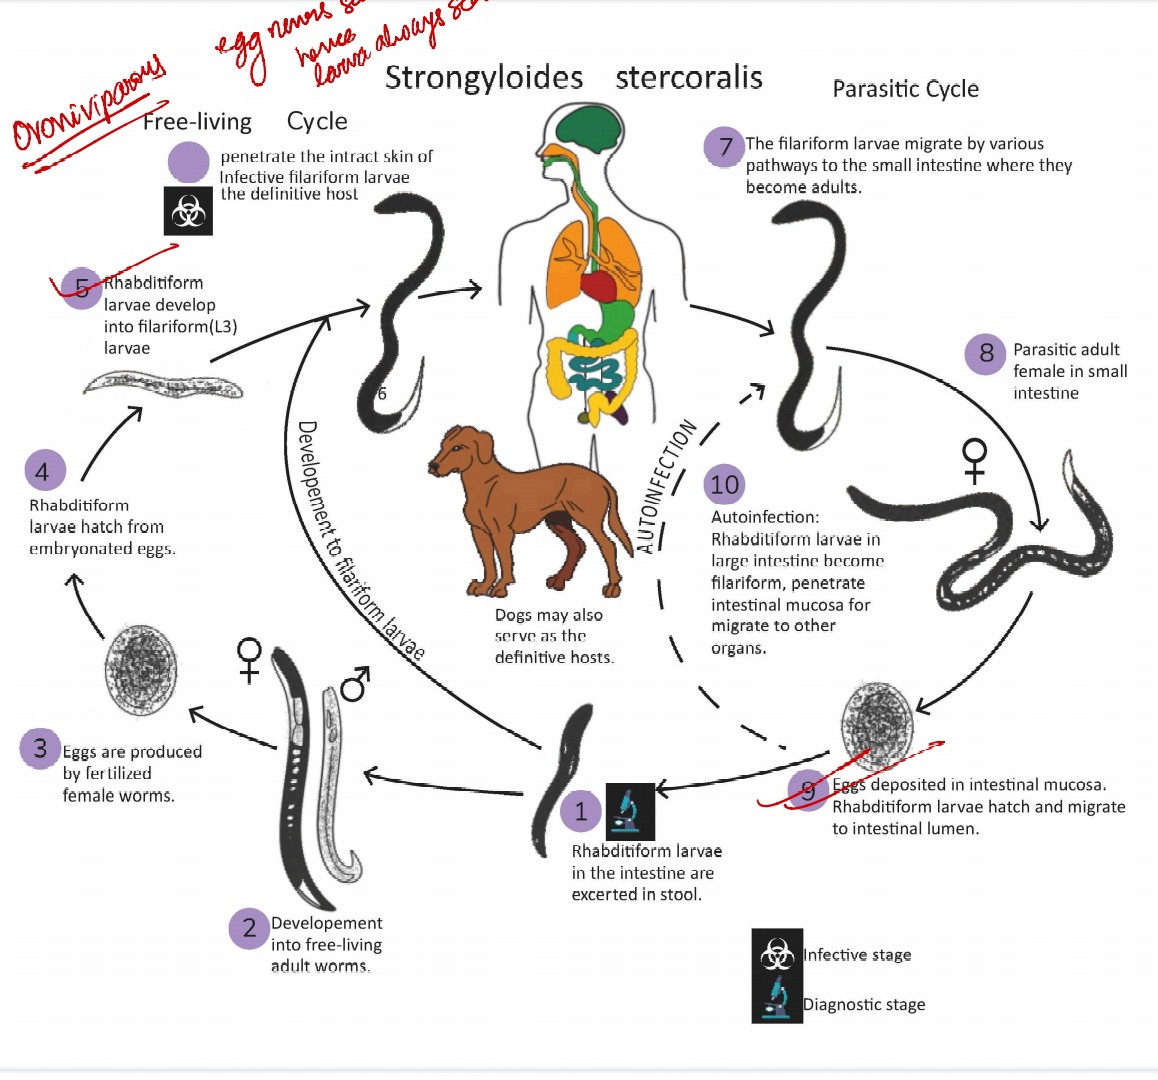 Ovoniviparous
egg nevers
hence
larva always
Strongyloides stercoralis
Parasitic Cycle
Free-living Cycle
penetrate the intract skin of
Infective filariform larvae
the definitive host
7 The filariform larvae migrate by various
pathways to the small intestine where they
become adults.
5 Rhabditiform
larvae develop
into filariform(L3)
larvae
6
8 Parasitic adult
female in small
intestine
Developement to filariform larvae
AUTOINFECTION
4
Rhabditiform
larvae hatch from
embryonated eggs.
10
Autoinfection:
Rhabditiform larvae in
large intestine become
filariform, penetrate
intestinal mucosa for
migrate to other
organs.
Dogs may also
serve as the
definitive hosts.
♀
♀
♂
3 Eggs are produced
by fertilized
female worms.
9 Eggs deposited in intestinal mucosa.
Rhabditiform larvae hatch and migrate
to intestinal lumen.
1
Rhabditiform larvae
in the intestine are
excerted in stool.
2 Developement
into free-living
adult worms.
Infective stage
Diagnostic stage